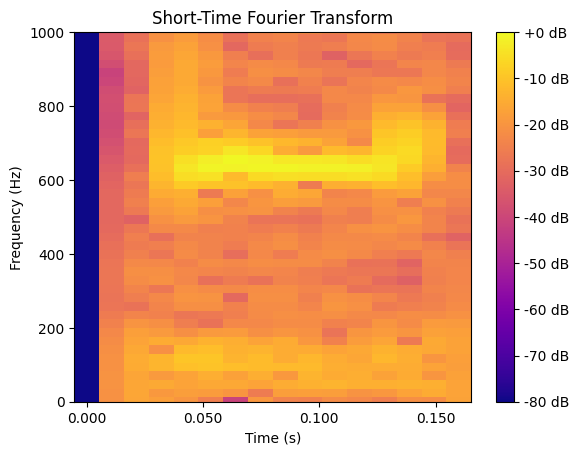 Short-Time Fourier Transform
Frequency (Hz)
1000
800
600
400
200
0
0.000
0.050
0.100
0.150
Time (s)
+0 dB
-10 dB
-20 dB
-30 dB
-40 dB
-50 dB
-60 dB
-70 dB
-80 dB